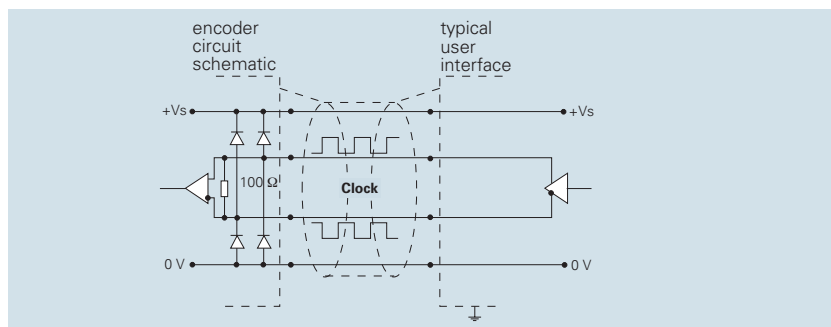 encoder
circuit
schematic
typical
user
interface
+Vs
+Vs
100 Ω
Clock
0 V
0 V